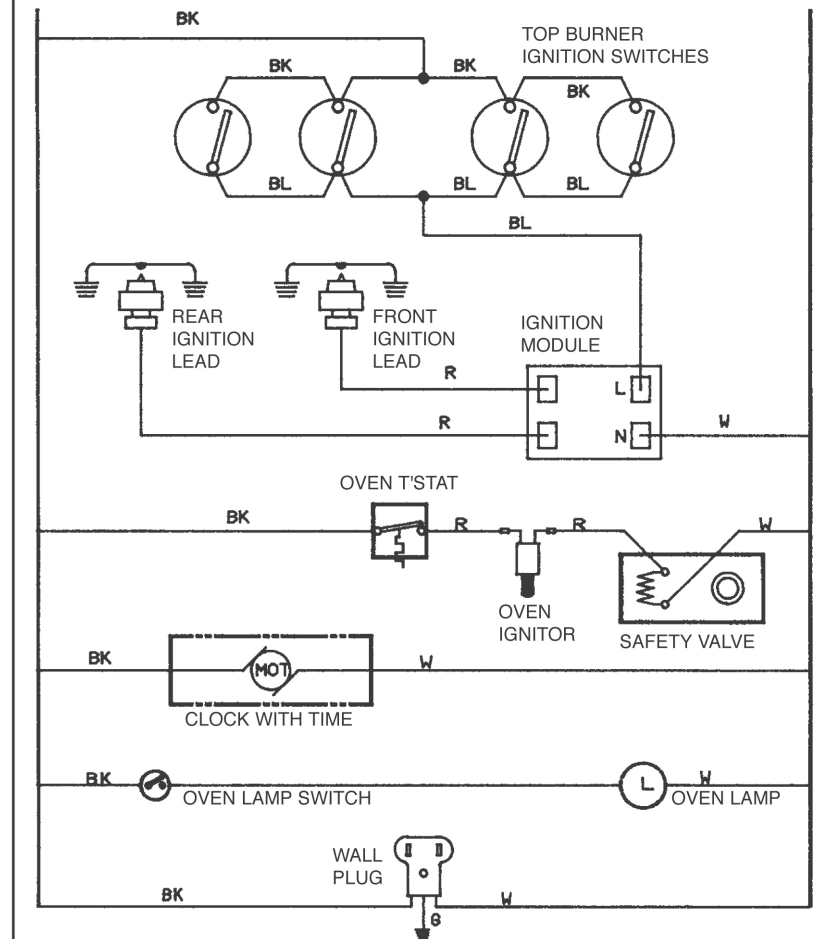 BK
TOP BURNER
IGNITION SWITCHES
BK
BK
BK
BL
BL
BL
BL
REAR
IGNITION
LEAD
FRONT
IGNITION
LEAD
IGNITION
MODULE
R
L
R
N
W
OVEN T'STAT
BK
R
R
W
OVEN
IGNITOR
SAFETY VALVE
BK
MOT
W
CLOCK WITH TIME
BK
OVEN LAMP SWITCH
L
W
OVEN LAMP
WALL
PLUG
BK
W
G